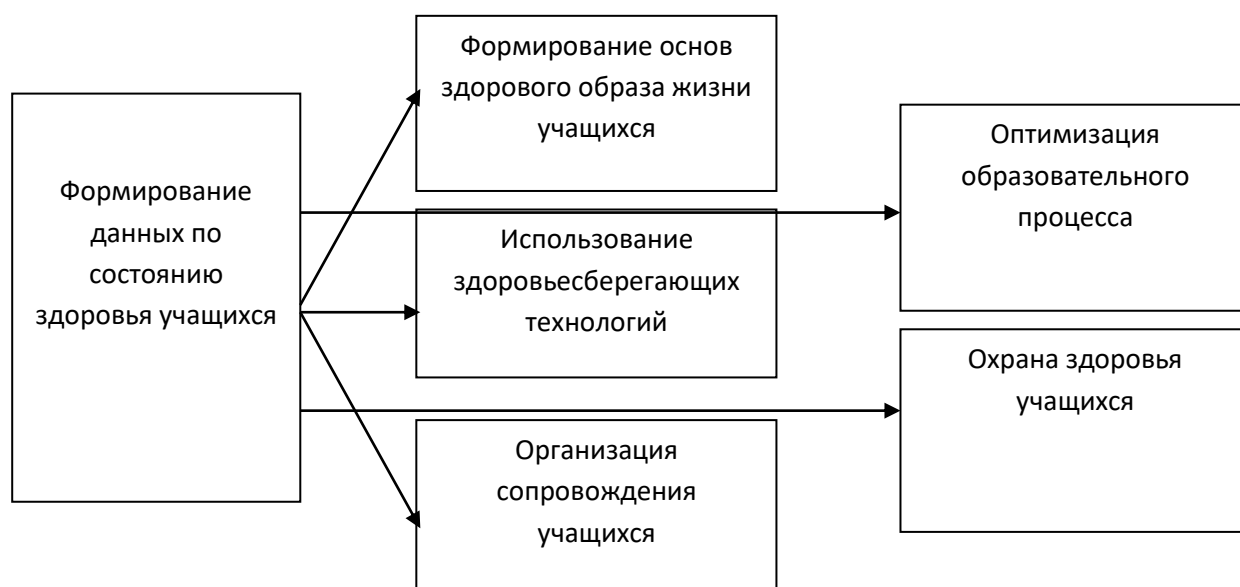 Формирование
данных по
состоянию
здоровья учащихся
Формирование основ
здорового образа жизни
учащихся
Использование
здоровьесберегающих
технологий
Организация
сопровождения
учащихся
Оптимизация
образовательного
процесса
Охрана здоровья
учащихся